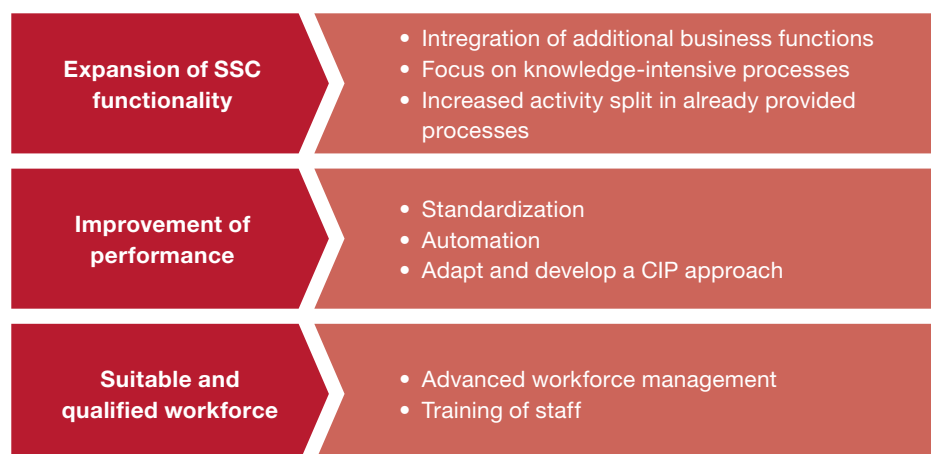 Expansion of SSC
functionality
• Intregration of additional business functions
• Focus on knowledge-intensive processes
• Increased activity split in already provided
processes
Improvement of
performance
• Standardization
• Automation
• Adapt and develop a CIP approach
Suitable and
qualified workforce
• Advanced workforce management
• Training of staff